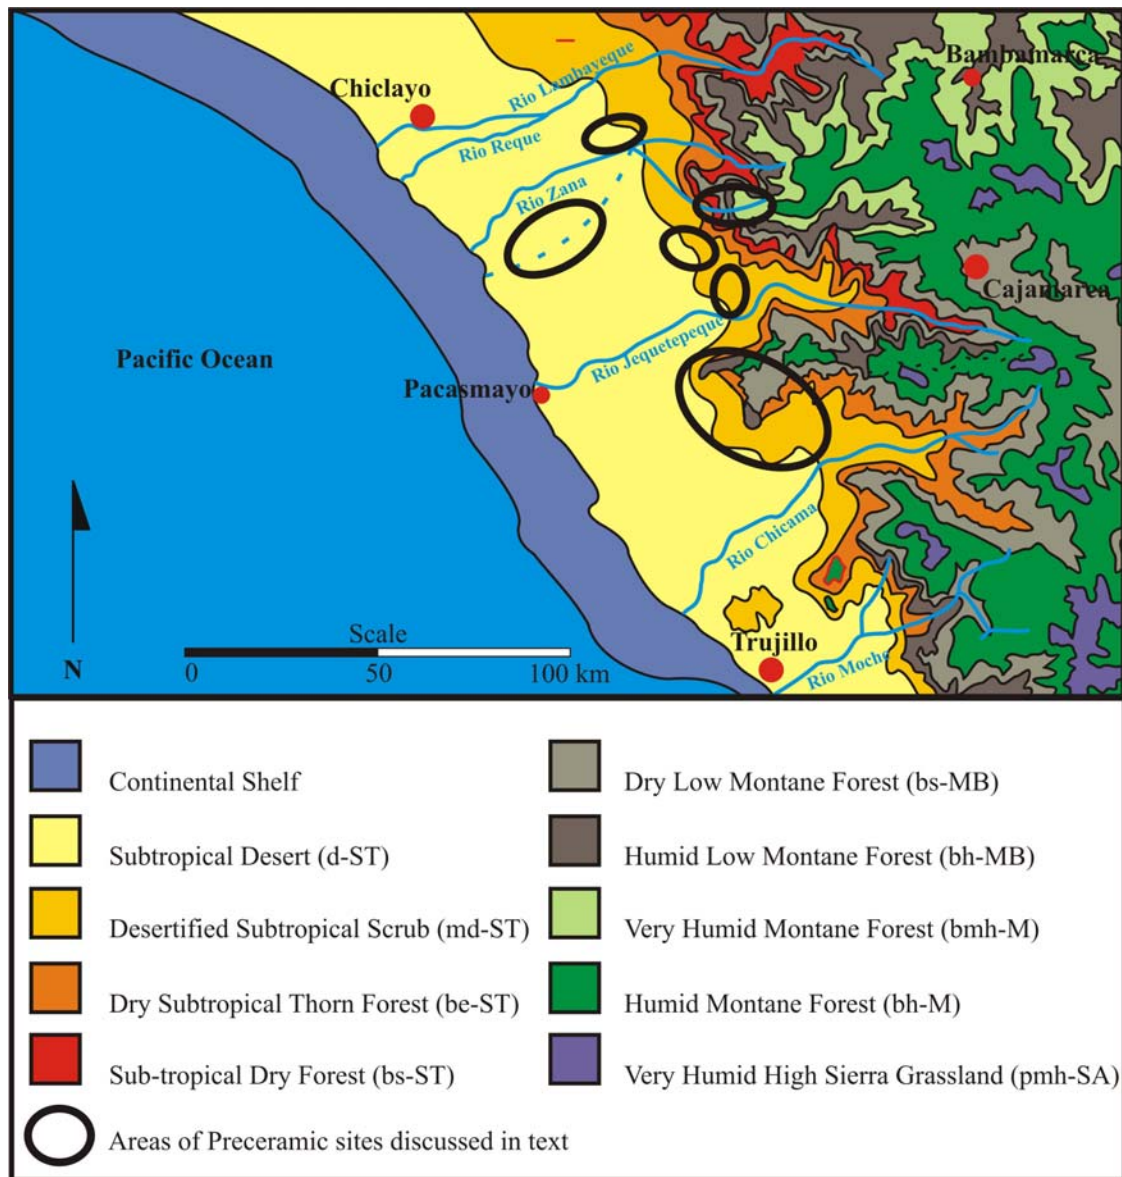 Bambamarca
Chiclayo
Rio Lambayeque
Rio Reque
Rio Zana
Cajamarca
Pacific Ocean
Rio Jequetepeque
Pacasmayo
Rio Chicama
Scale
Trujillo
N
0 50 100 km
Rio Moche
Continental Shelf
Subtropical Desert (d-ST)
Desertified Subtropical Scrub (md-ST)
Dry Subtropical Thorn Forest (be-ST)
Sub-tropical Dry Forest (bs-ST)
Areas of Preceramic sites discussed in text
Dry Low Montane Forest (bs-MB)
Humid Low Montane Forest (bh-MB)
Very Humid Montane Forest (bmh-M)
Humid Montane Forest (bh-M)
Very Humid High Sierra Grassland (pmh-SA)